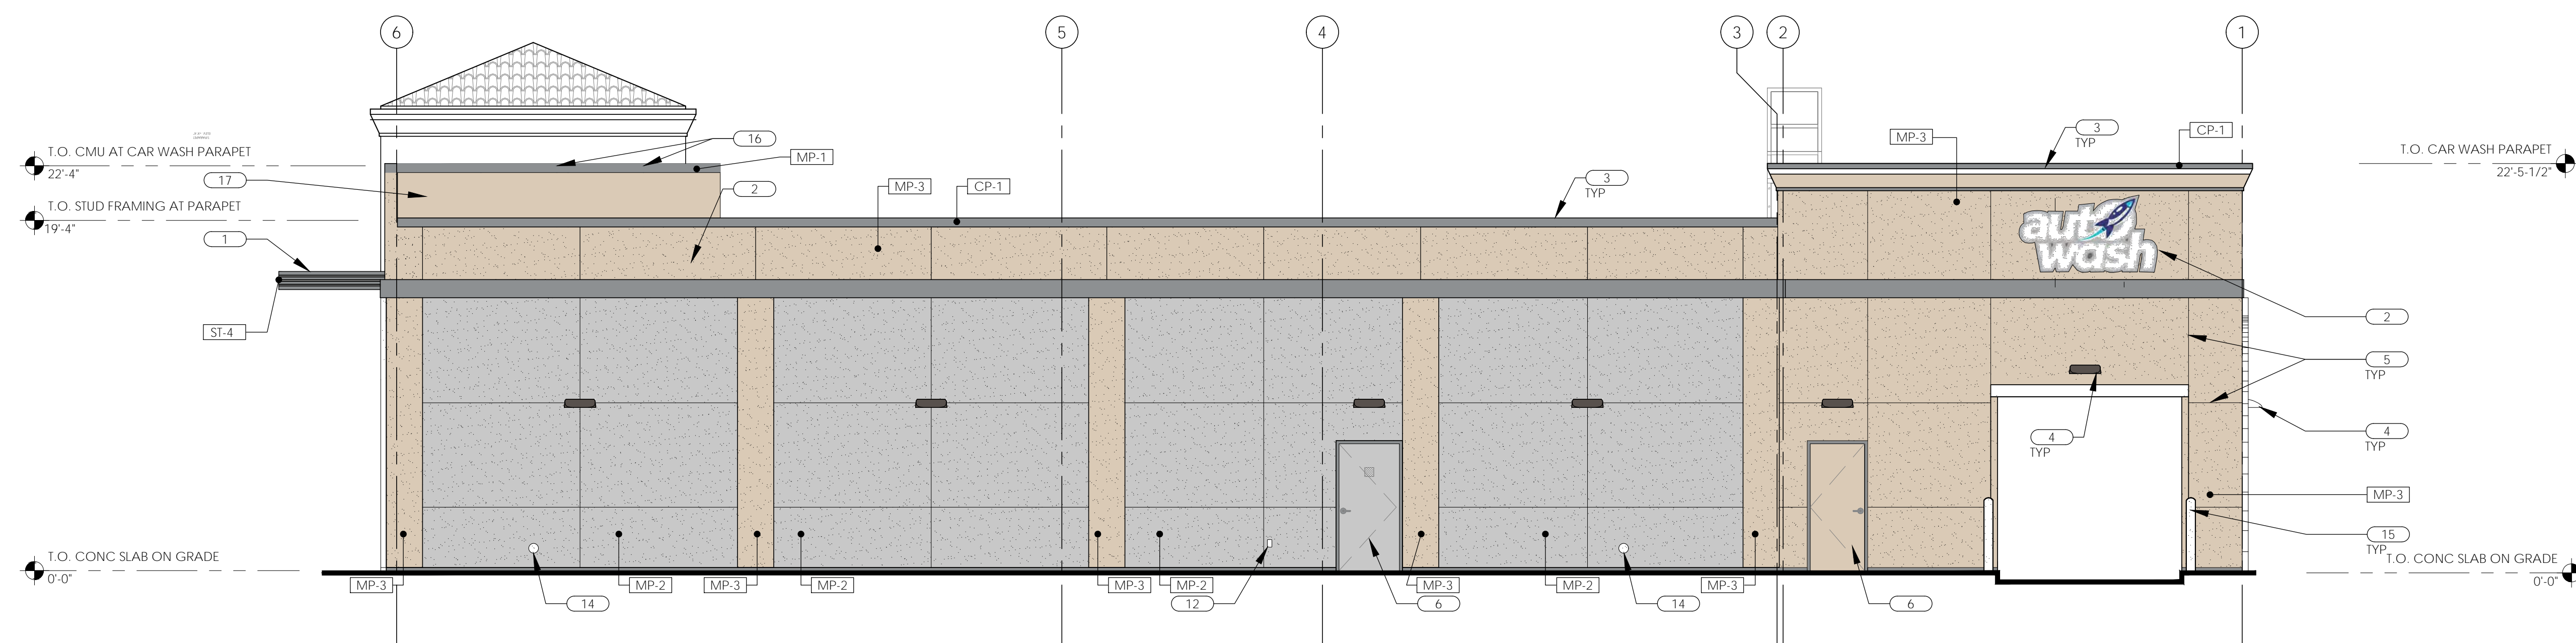 6
5
4
3
2
1
T.O. CMU AT CAR WASH PARAPET
22'-4"
17
T.O. STUD FRAMING AT PARAPET
19'-4"
1
ST-4
16
MP-1
2
MP-3
CP-1
3
TYP
MP-3
3
TYP
CP-1
T.O. CAR WASH PARAPET
22'-5-1/2"
auto
wash
2
5
TYP
4
TYP
4
TYP
MP-3
15
TYP
T.O. CONC SLAB ON GRADE
0'-0"
T.O. CONC SLAB ON GRADE
0'-0"
MP-3
14
MP-2
MP-3
MP-2
MP-3
MP-2
12
6
MP-3
MP-2
14
MP-3
6